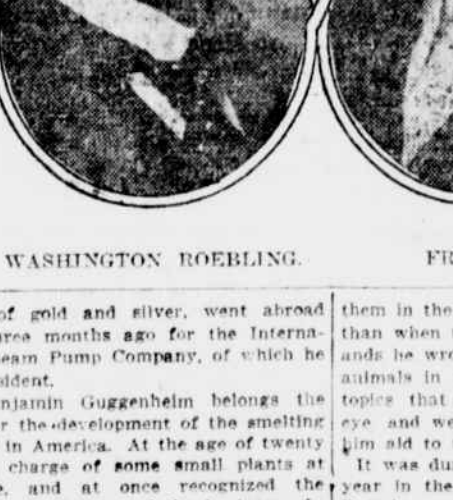 WASHINGTON ROEBLING.
FR
of gold and silver, went abroad
hree months ago for the Interna-
team Pump Company, of which he
sident.
njamin Guggenheim belongs the
r the development of the smelting
in America. At the age of twenty
charge of some small plants at
e, and at once recognized the
them in the
than when
ands he wro
animals in
topics that
eye and we
him aid to
It was du
year in the